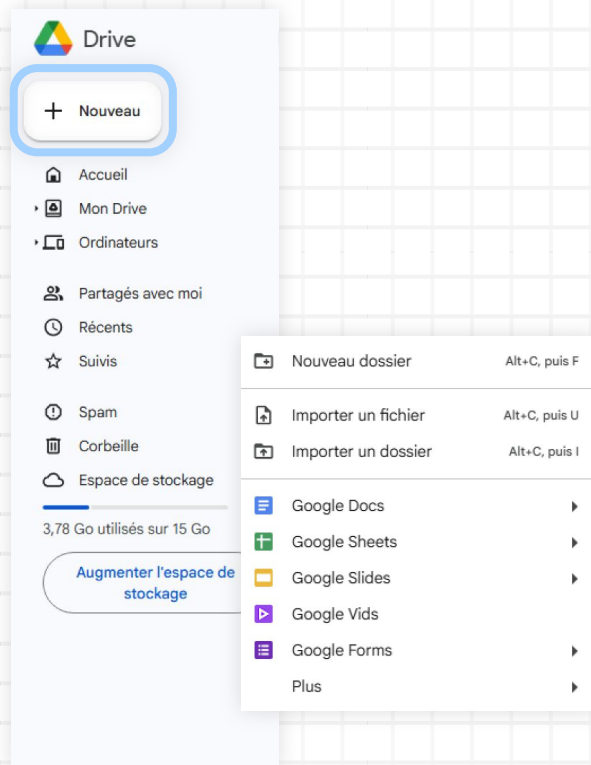 Drive
Nouveau
Accueil
Mon Drive
Ordinateurs
Partagés avec moi
Récents
Suivis
Spam
Corbeille
Espace de stockage
3,78 Go utilisés sur 15 Go
Augmenter l'espace de
stockage
Nouveau dossier Alt+C, puis F
Importer un fichier Alt+C, puis U
Importer un dossier Alt+C, puis I
Google Docs
Google Sheets
Google Slides
Google Vids
Google Forms
Plus